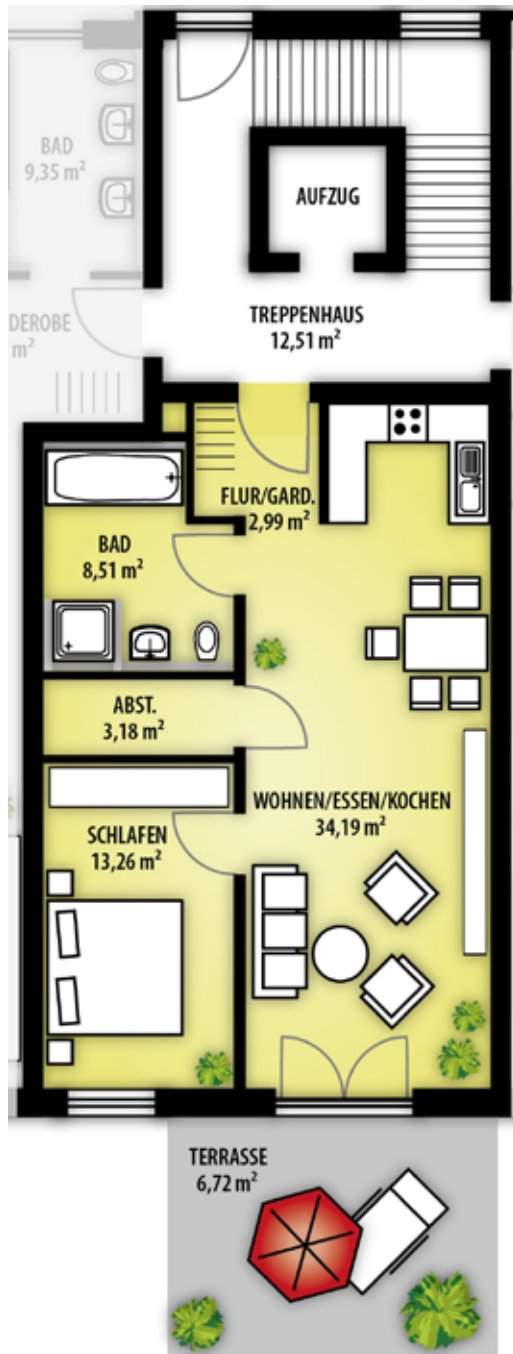 BAD
9,35 m²
AUFZUG
TREPPENHAUS
12,51 m²
DEROBE
m²
FLUR/GARD.
2,99 m²
BAD
8,51 m²
ABST.
3,18 m²
WOHNEN/ESSEN/KOCHEN
34,19 m²
SCHLAFEN
13,26 m²
TERRASSE
6,72 m²